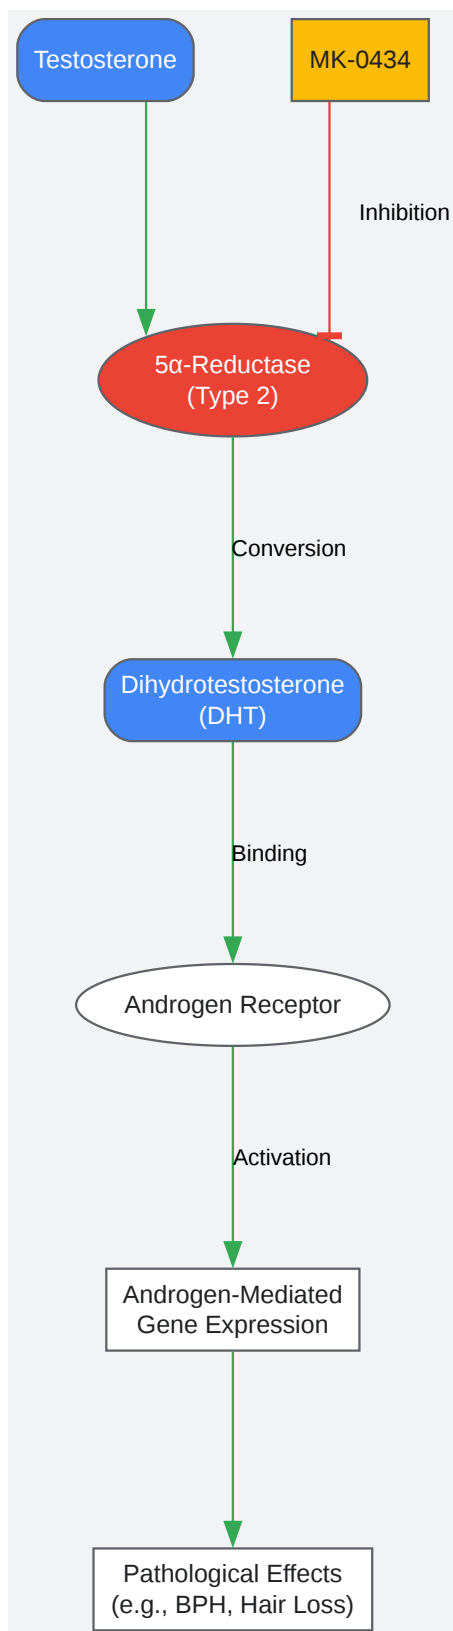 Testosterone
MK-0434
Inhibition
5α-Reductase
(Type 2)
Conversion
Dihydrotestosterone
(DHT)
Binding
Androgen Receptor
Activation
Androgen-Mediated
Gene Expression
Pathological Effects
(e.g., BPH, Hair Loss)